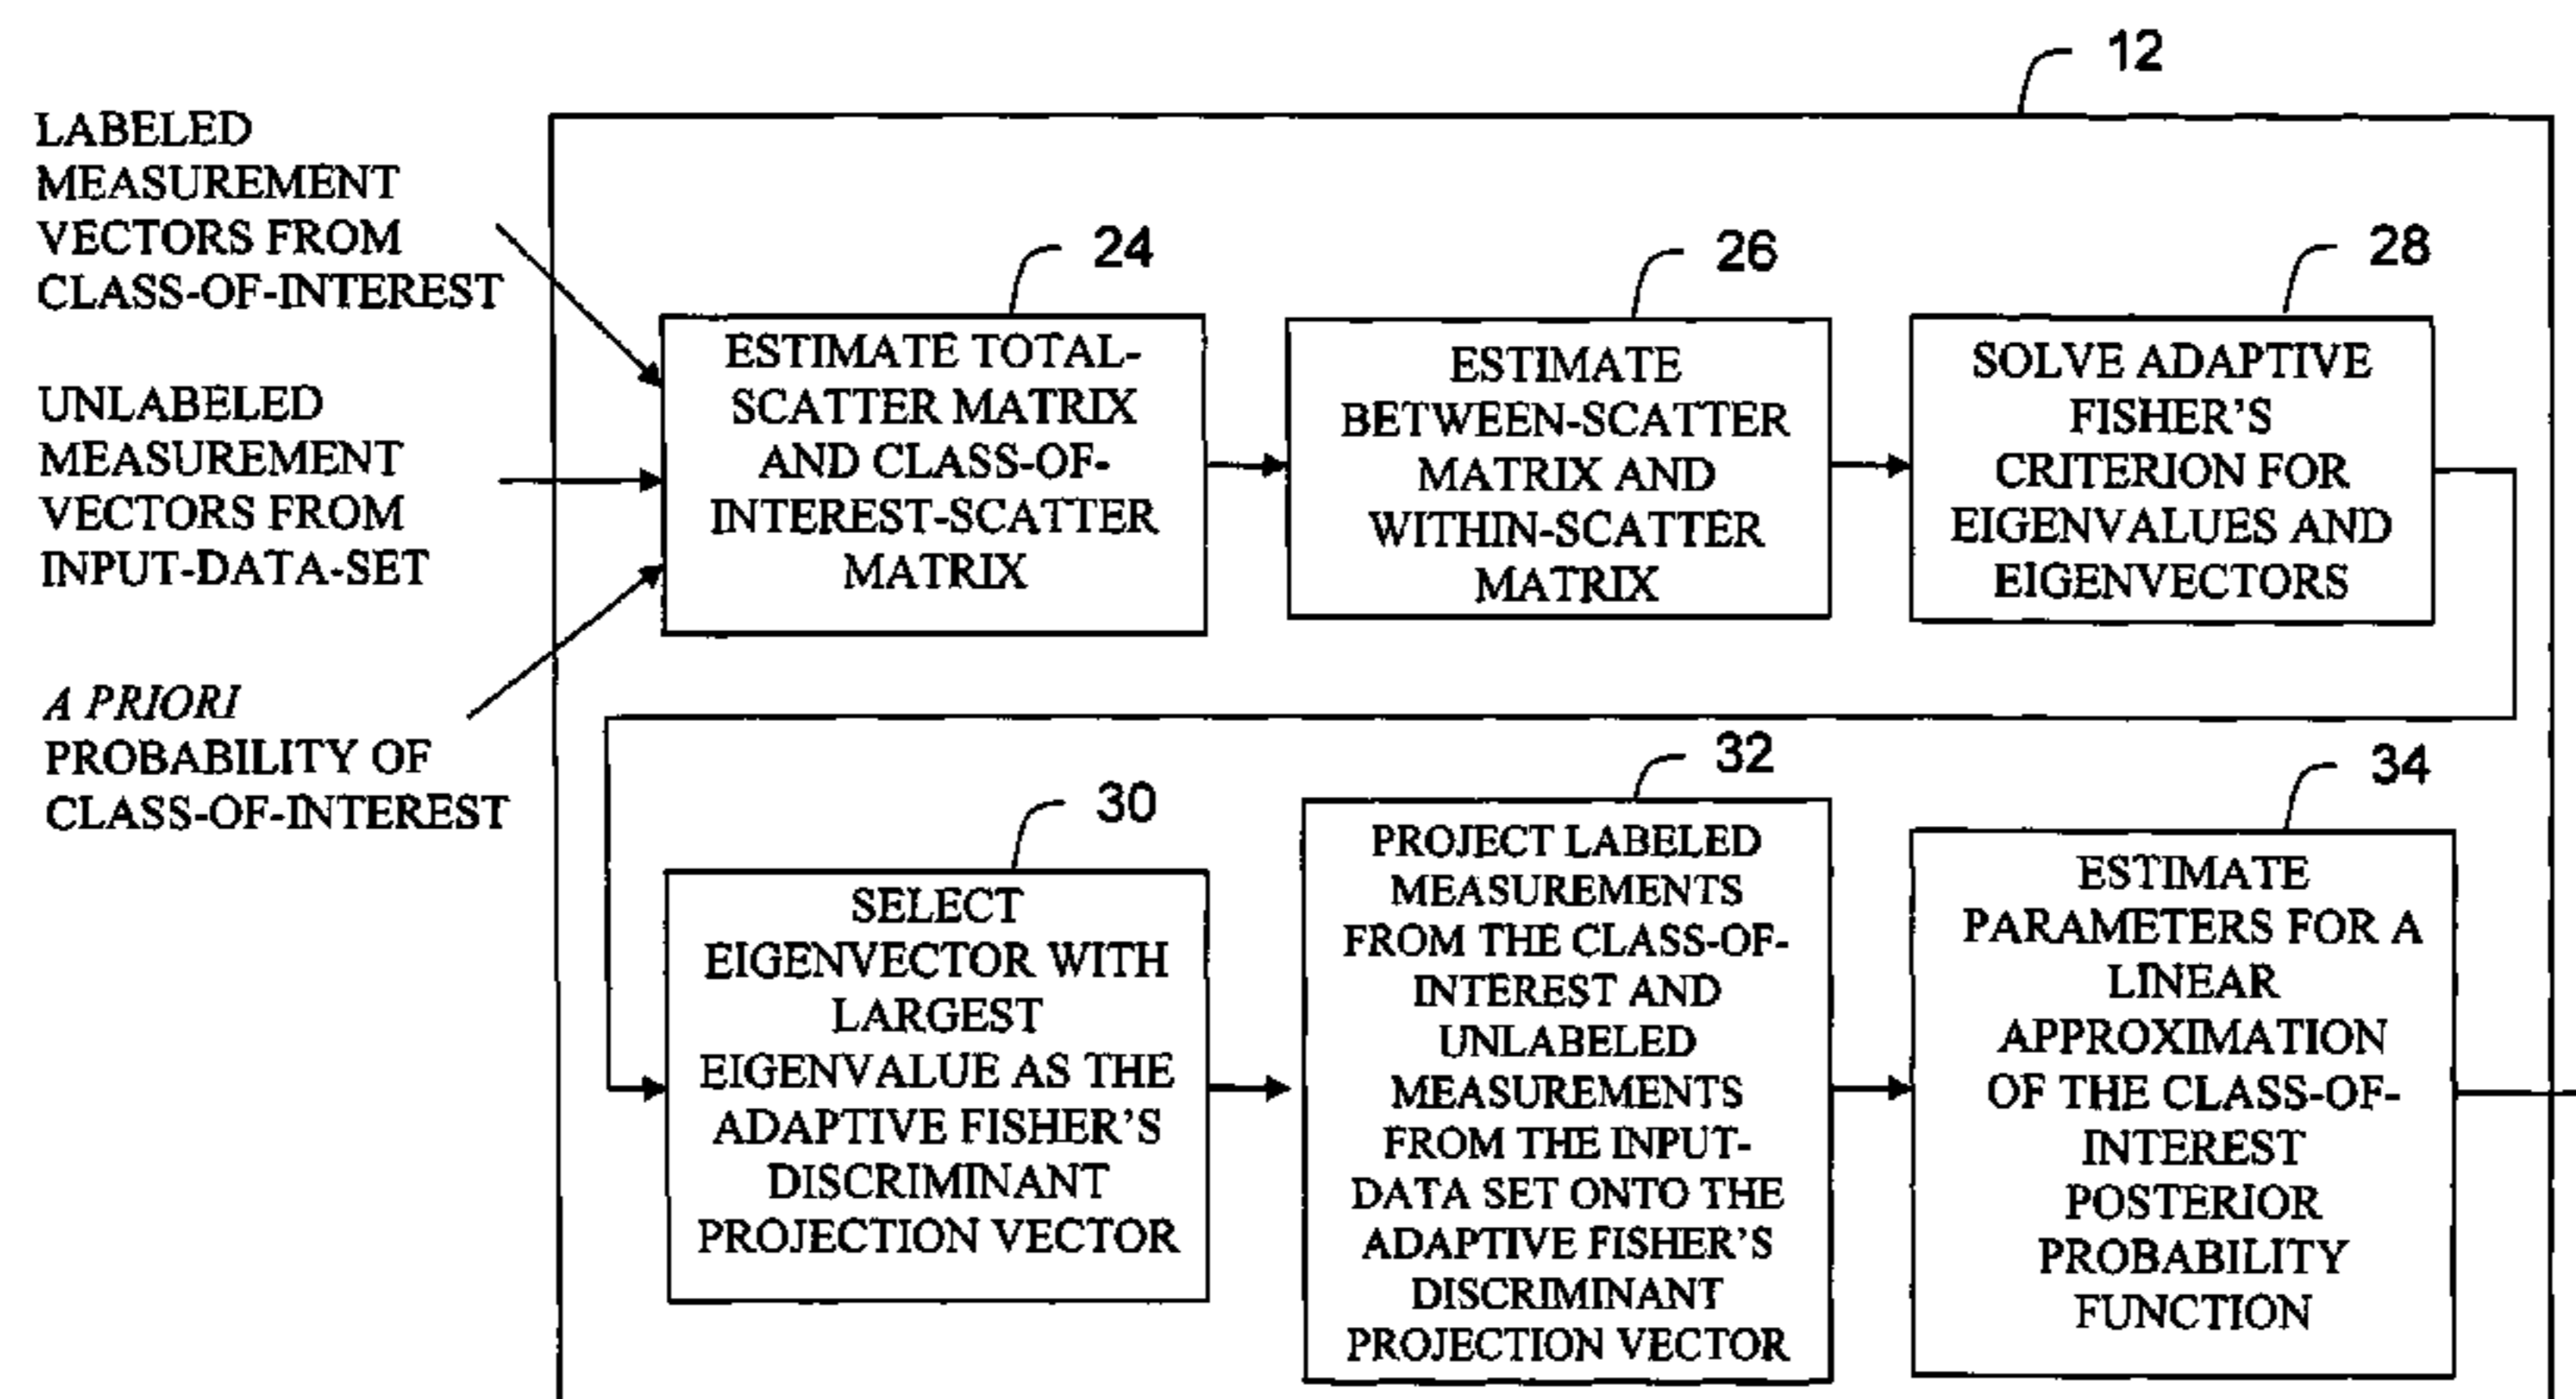 12
LABELED
MEASUREMENT
VECTORS FROM
CLASS-OF-INTEREST
UNLABELED
MEASUREMENT
VECTORS FROM
INPUT-DATA-SET
A PRIORI
PROBABILITY OF
CLASS-OF-INTEREST
24
ESTIMATE TOTAL-
SCATTER MATRIX
AND CLASS-OF-
INTEREST-SCATTER
MATRIX
26
ESTIMATE
BETWEEN-SCATTER
MATRIX AND
WITHIN-SCATTER
MATRIX
28
SOLVE ADAPTIVE
FISHER'S
CRITERION FOR
EIGENVALUES AND
EIGENVECTORS
30
SELECT
EIGENVECTOR WITH
LARGEST
EIGENVALUE AS THE
ADAPTIVE FISHER'S
DISCRIMINANT
PROJECTION VECTOR
32
PROJECT LABELED
MEASUREMENTS
FROM THE CLASS-OF-
INTEREST AND
UNLABELED
MEASUREMENTS
FROM THE INPUT-
DATA SET ONTO THE
ADAPTIVE FISHER'S
DISCRIMINANT
PROJECTION VECTOR
34
ESTIMATE
PARAMETERS FOR A
LINEAR
APPROXIMATION
OF THE CLASS-OF-
INTEREST
POSTERIOR
PROBABILITY
FUNCTION